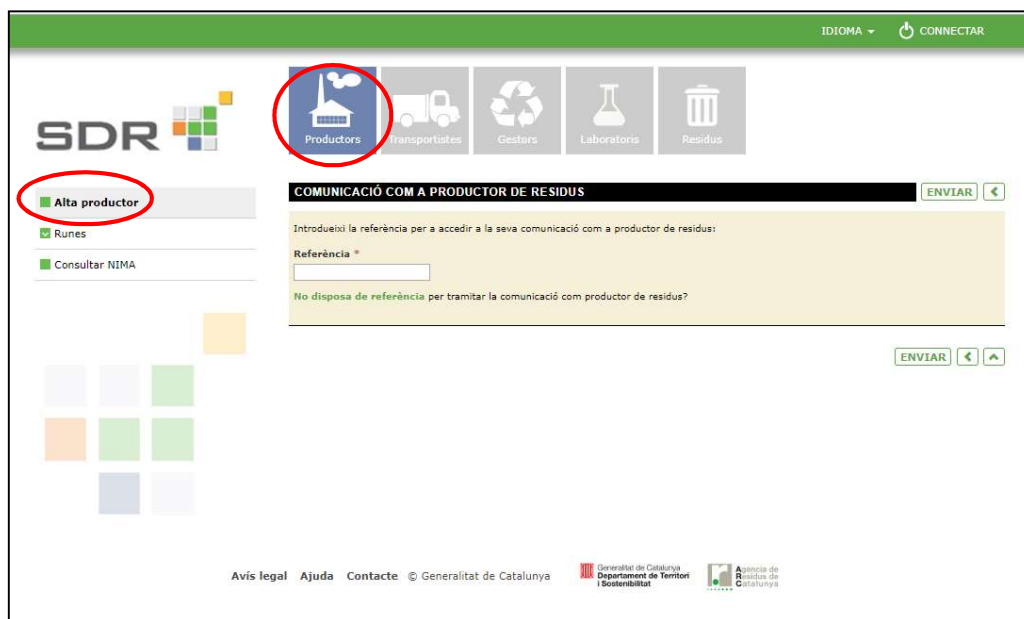 IDIOMA
CONNECTAR
SDR
Productors
Transportistes
Gestors
Laboratoris
Residus
Alta productor
Runes
Consultar NIMA
COMUNICACIÓ COM A PRODUCTOR DE RESIDUS
ENVIAR
Introdueixi la referència per a accedir a la seva comunicació com a productor de residus:
Referència *
No disposa de referència per tramitar la comunicació com productor de residus?
ENVIAR
Avís legal Ajuda Contacte © Generalitat de Catalunya
Generalitat de Catalunya
Departament de Territori
i Sostenibilitat
Agència de
Residus de
Catalunya